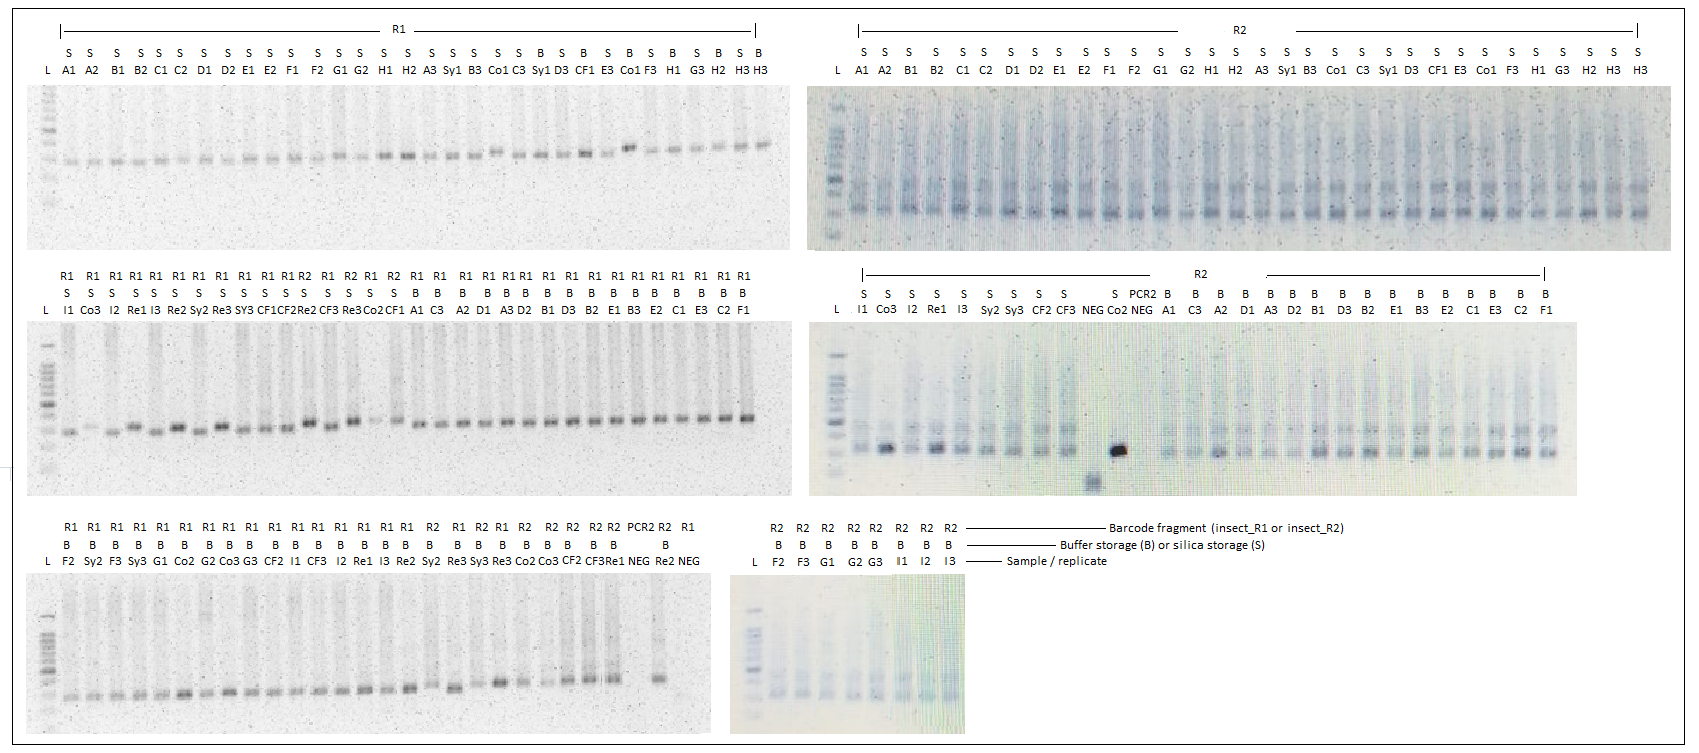 R1
S S S S S S S S S S S S S S S S S S S S S B S B S B S B S B S B
L A1 A2 B1 B2 C1 C2 D1 D2 E1 E2 F1 F2 G1 G2 H1 H2 A3 Sy1 B3 Co1 C3 Sy1 D3 CF1 E3 Co1 F3 H1 G3 H2 H3 H3
R2
S S S S S S S S S S S S S S S S S S S S S S S S S S S S S S S S
L A1 A2 B1 B2 C1 C2 D1 D2 E1 E2 F1 F2 G1 G2 H1 H2 A3 Sy1 B3 Co1 C3 Sy1 D3 CF1 E3 Co1 F3 H1 G3 H2 H3 H3
R1 R1 R1 R1 R1 R1 R1 R1 R1 R1 R1 R2 R1 R2 R1 R2 R1 R1 R1 R1 R1 R1 R1 R1 R1 R1 R1 R1 R1 R1 R1 R1
S S S S S S S S S S S S S S S S B B B B B B B B B B B B B B B B
L I1 Co3 I2 Re1 I3 Re2 Sy2 Re3 SY3 CF1 CF2 Re2 CF3 Re3 Co2 CF1 A1 C3 A2 D1 A3 D2 B1 D3 B2 E1 B3 E2 C1 E3 C2 F1
R2
S S S S S S S S S S PCR2 B B B B B B B B B B B B B B B B
L I1 Co3 I2 Re1 I3 Sy2 Sy3 CF2 CF3 NEG Co2 NEG A1 C3 A2 D1 A3 D2 B1 D3 B2 E1 B3 E2 C1 E3 C2 F1
R1 R1 R1 R1 R1 R1 R1 R1 R1 R1 R1 R1 R1 R1 R1 R1 R2 R1 R2 R1 R2 R2 R2 R2 R2 PCR2 R2 R1
B B B B B B B B B B B B B B B B B B B B B B B B B B
L F2 Sy2 F3 Sy3 G1 Co2 G2 Co3 G3 CF2 I1 CF3 I2 Re1 I3 Re2 Sy2 Re3 Sy3 Re3 Co2 Co3 CF2 CF3 Re1 NEG Re2 NEG
R2 R2 R2 R2 R2 R2 R2 R2 Barcode fragment (insect_R1 or insect_R2)
B B B B B B B B Buffer storage (B) or silica storage (S)
L F2 F3 G1 G2 G3 I1 I2 I3 Sample / replicate